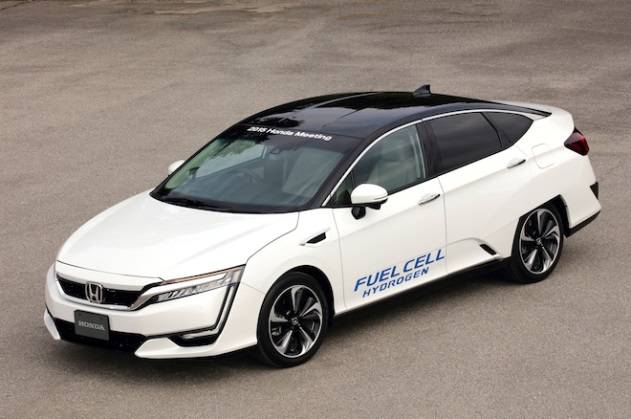 2015 Honda Meeting
FUEL CELL
HYDROGEN
HONDA